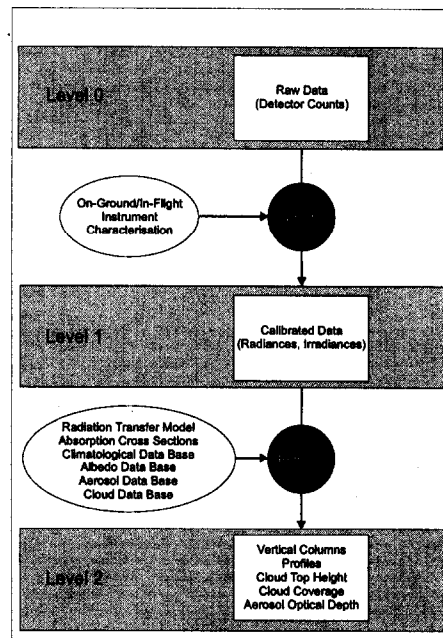 Level 0
Raw Data
(Detector Counts)
On-Ground/In-Flight
Instrument
Characterisation
Level 1
Calibrated Data
(Radiances, Irradiances)
Radiation Transfer Model
Absorption Cross Sections
Climatological Data Base
Albedo Data Base
Aerosol Data Base
Cloud Data Base
Level 2
Vertical Columns
Profiles
Cloud Top Height
Cloud Coverage
Aerosol Optical Depth